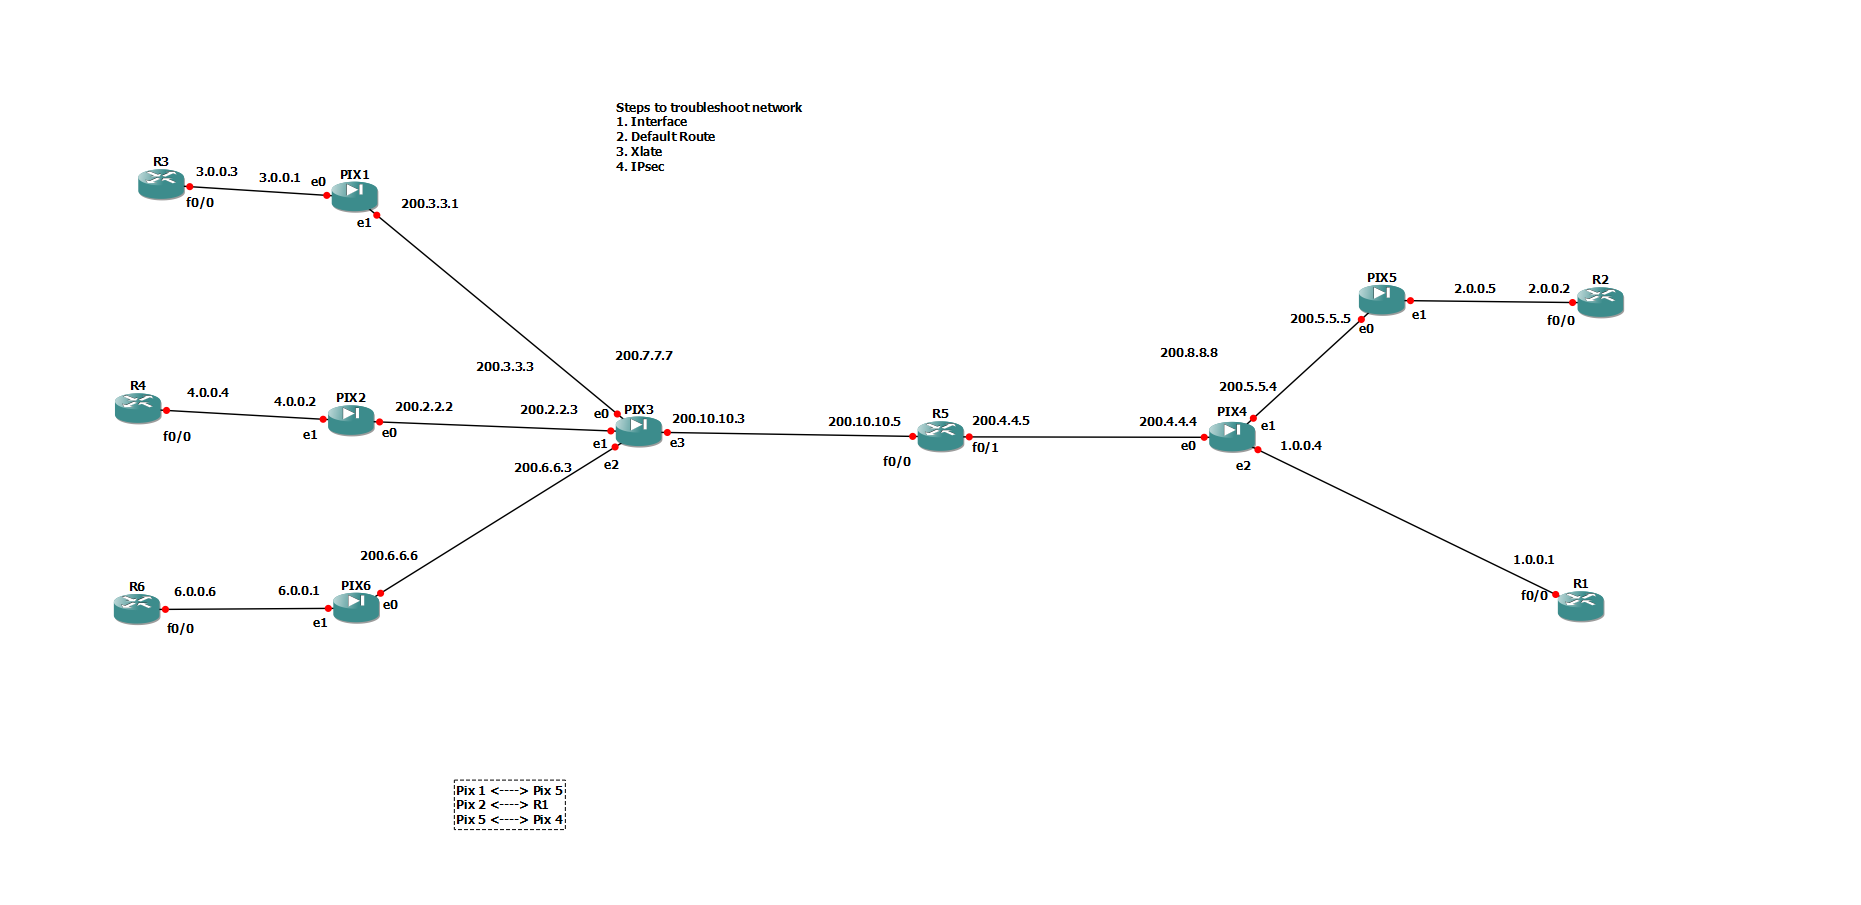 Steps to troubleshoot network
1. Interface
2. Default Route
3. Xlate
4. IPsec
R3
3.0.0.3
3.0.0.1
e0
PIX1
f0/0
e1
200.3.3.1
200.3.3.3
200.7.7.7
R4
4.0.0.4
4.0.0.2
PIX2
200.2.2.2
200.2.2.3
e0
PIX3
200.10.10.3
f0/0
e1
e0
e1
e2
e3
200.6.6.3
200.10.10.5
R5
200.4.4.5
f0/0
f0/1
200.6.6.6
R6
6.0.0.6
6.0.0.1
PIX6
e0
f0/0
e1
PIX5
2.0.0.5
2.0.0.2
R2
200.5.5..5
e0
e1
f0/0
200.8.8.8
200.5.5.4
200.4.4.4
PIX4
e1
e0
e2
1.0.0.4
1.0.0.1
R1
f0/0
Pix 1 <----> Pix 5
Pix 2 <----> R1
Pix 5 <----> Pix 4